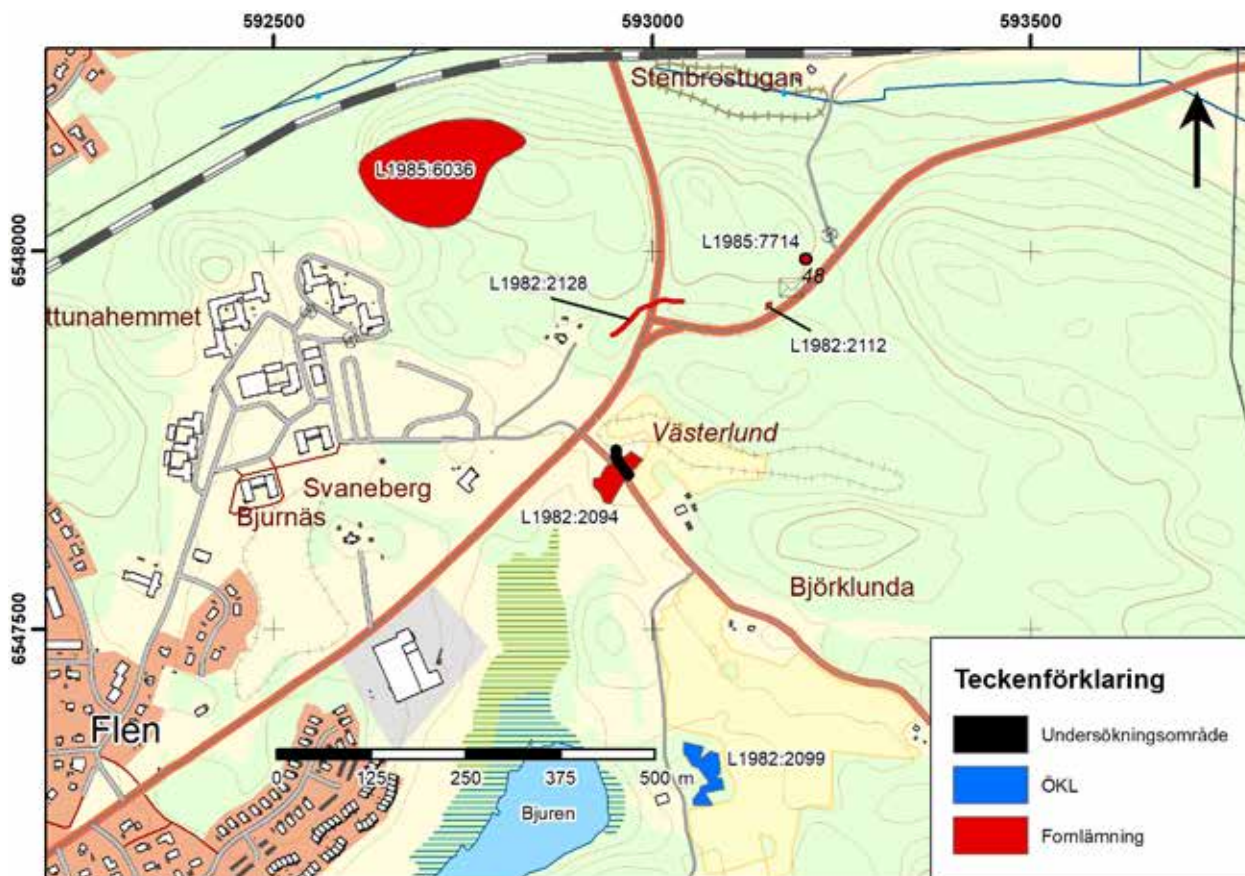 592500
593000
593500
Stenbrostugan
L1985:6036
6548000
L1985:7714
48
L1982:2128
ttunahemmet
L1982:2112
Västerlund
Svaneberg
L1982:2094
Bjurnäs
Björklunda
6547500
Teckenförklaring
Flen
Undersökningsområde
L1982:2099
0 125 250 375 500 m
ÖKL
Bjuren
Fornlämning